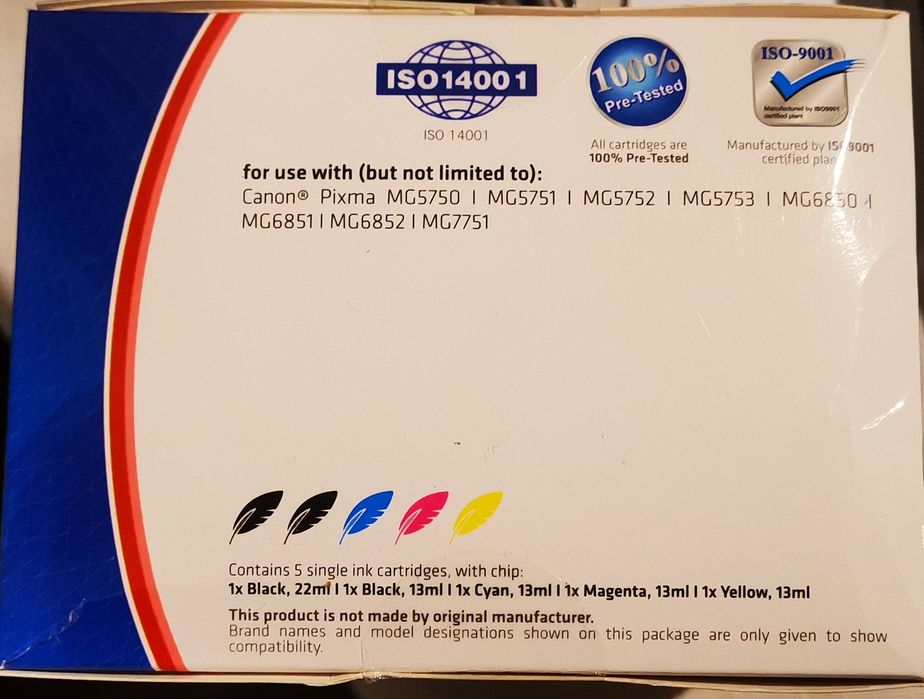 ISO14001
ISO 14001
100%
Pre-Tested
All cartridges are
100% Pre-Tested
ISO-9001
Manufactured by ISO9001
certified plant
Manufactured by ISO 9001
certified plant
for use with (but not limited to):
Canon® Pixma MG5750 I MG5751 I MG5752 I MG5753 I MG6850 I
MG6851 I MG6852 I MG7751
Contains 5 single ink cartridges, with chip:
1x Black, 22ml I 1x Black, 13ml I 1x Cyan, 13ml I 1x Magenta, 13ml I 1x Yellow, 13ml
This product is not made by original manufacturer.
Brand names and model designations shown on this package are only given to show
compatibility.